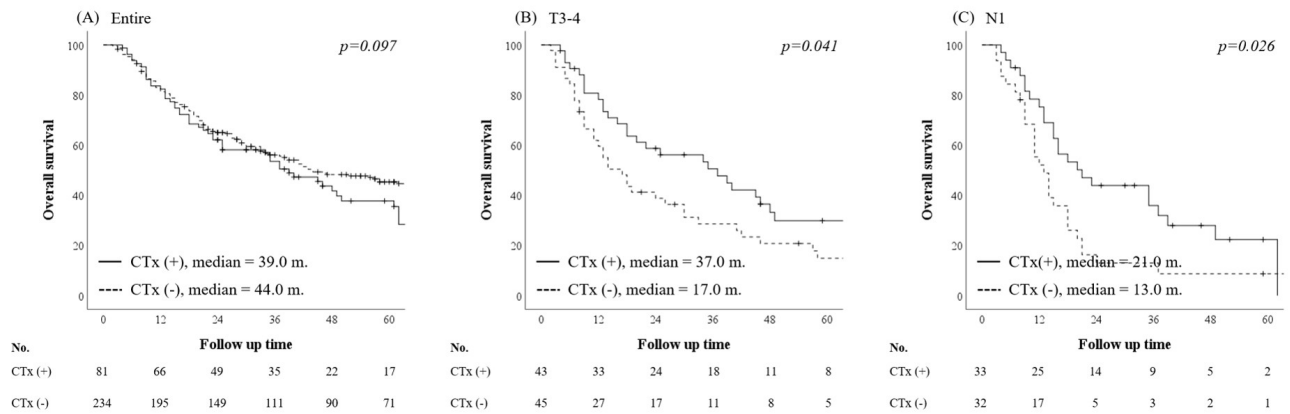 (A) Entire
p=0.097
Overall survival
100
80
60
40
20
0
CTx (+), median = 39.0 m.
CTx (-), median = 44.0 m.
0 12 24 36 48 60
Follow up time
No.
CTx (+) 81 66 49 35 22 17
CTx (-) 234 195 149 111 90 71
(B) T3-4
p=0.041
Overall survival
100
80
60
40
20
0
CTx (+), median = 37.0 m.
CTx (-), median = 17.0 m.
0 12 24 36 48 60
Follow up time
No.
CTx (+) 43 33 24 18 11 8
CTx (-) 45 27 17 11 8 5
(C) N1
p=0.026
Overall survival
100
80
60
40
20
0
CTx(+), median = 21.0 m.
CTx (-), median = 13.0 m.
0 12 24 36 48 60
Follow up time
No.
CTx (+) 33 25 14 9 5 2
CTx (-) 32 17 5 3 2 1